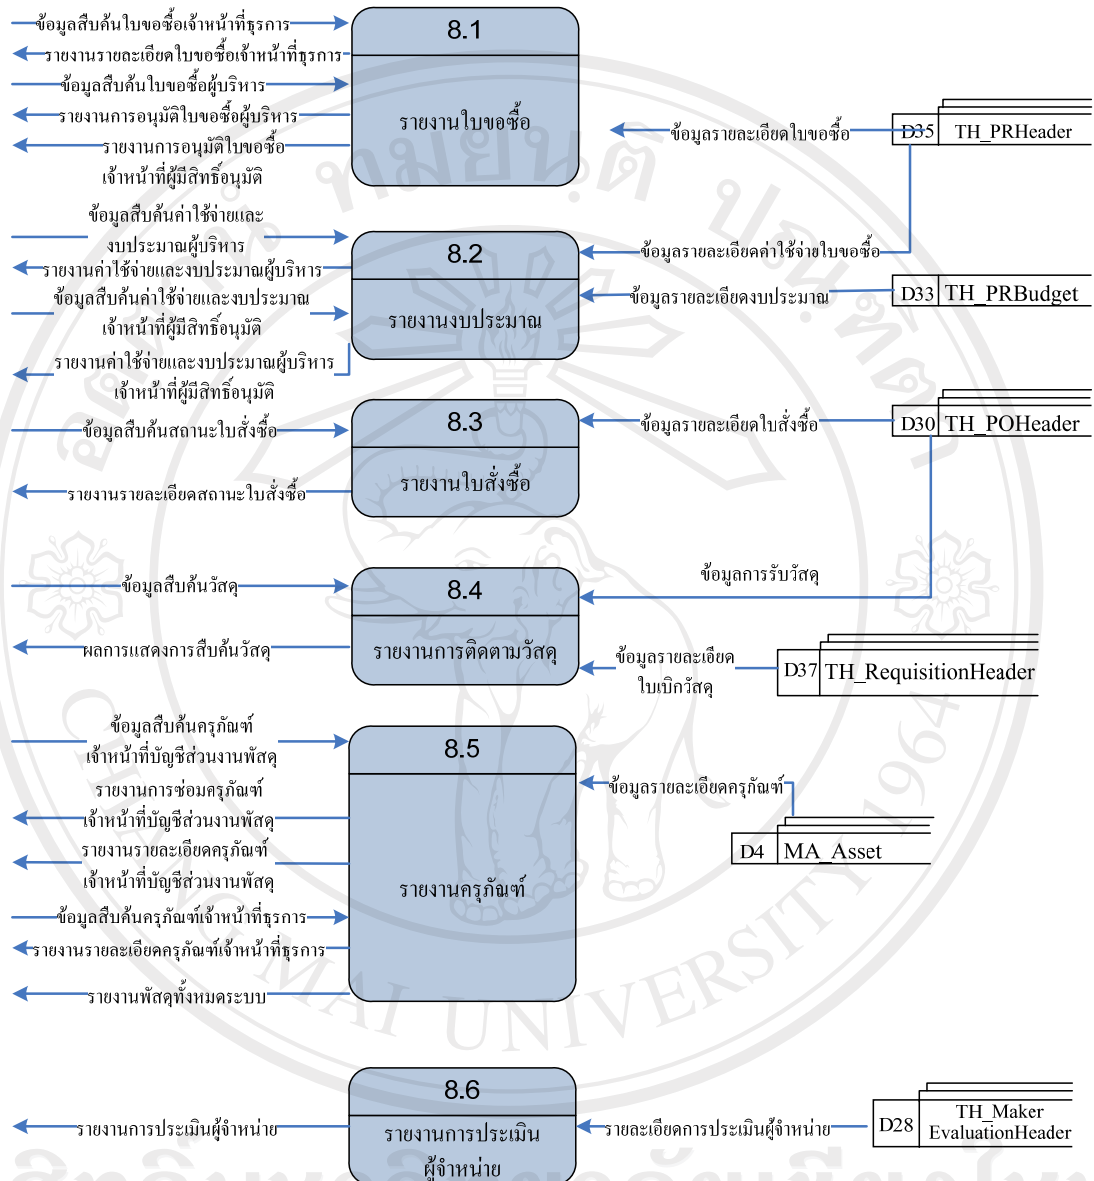 ข้อมูลสืบค้นใบขอซื้อเจ้าหน้าที่ธุรการ
รายงานรายละเอียดใบขอซื้อเจ้าหน้าที่ธุรการ
ข้อมูลสืบค้นใบขอซื้อผู้บริหาร
รายงานการอนุมัติใบขอซื้อผู้บริหาร
รายงานการอนุมัติใบขอซื้อ
เจ้าหน้าที่ผู้มีสิทธิ์อนุมัติ
8.1
รายงานใบขอซื้อ
ข้อมูลรายละเอียดใบขอซื้อ
D35 TH_PRHeader
ข้อมูลสืบค้นค่าใช้จ่ายและ
งบประมาณผู้บริหาร
รายงานค่าใช้จ่ายและงบประมาณผู้บริหาร
ข้อมูลสืบค้นค่าใช้จ่ายและงบประมาณ
เจ้าหน้าที่ผู้มีสิทธิ์อนุมัติ
รายงานค่าใช้จ่ายและงบประมาณผู้บริหาร
เจ้าหน้าที่ผู้มีสิทธิ์อนุมัติ
8.2
รายงานงบประมาณ
ข้อมูลรายละเอียดค่าใช้จ่ายใบขอซื้อ
ข้อมูลรายละเอียดงบประมาณ
D33 TH_PRBudget
ข้อมูลสืบค้นสถานะใบสั่งซื้อ
รายงานรายละเอียดสถานะใบสั่งซื้อ
8.3
รายงานใบสั่งซื้อ
ข้อมูลรายละเอียดใบสั่งซื้อ
D30 TH_POHeader
ข้อมูลสืบค้นวัสดุ
ผลการแสดงการสืบค้นวัสดุ
8.4
รายงานการติดตามวัสดุ
ข้อมูลการรับวัสดุ
ข้อมูลรายละเอียด
ใบเบิกวัสดุ
D37 TH_RequisitionHeader
ข้อมูลสืบค้นครุภัณฑ์
เจ้าหน้าที่บัญชีส่วนงานพัสดุ
รายงานการซ่อมครุภัณฑ์
เจ้าหน้าที่บัญชีส่วนงานพัสดุ
รายงานรายละเอียดครุภัณฑ์
เจ้าหน้าที่บัญชีส่วนงานพัสดุ
ข้อมูลสืบค้นครุภัณฑ์เจ้าหน้าที่ธุรการ
รายงานรายละเอียดครุภัณฑ์เจ้าหน้าที่ธุรการ
รายงานพัสดุทั้งหมดระบบ
8.5
รายงานครุภัณฑ์
ข้อมูลรายละเอียดครุภัณฑ์
D4 MA_Asset
รายงานการประเมินผู้จำหน่าย
8.6
รายงานการประเมิน
ผู้จำหน่าย
รายละเอียดการประเมินผู้จำหน่าย
D28 TH_Maker
EvaluationHeader
CHIANG MAI UNIVERSITY 1964